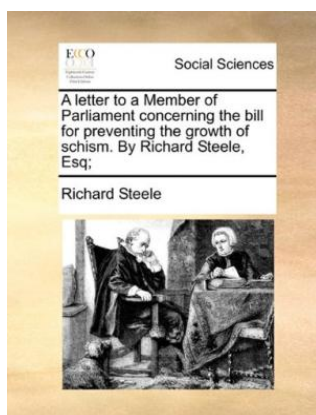 ECCO
Social Sciences
A letter to a Member of
Parliament concerning the bill
for preventing the growth of
schism. By Richard Steele,
Esq;
Richard Steele